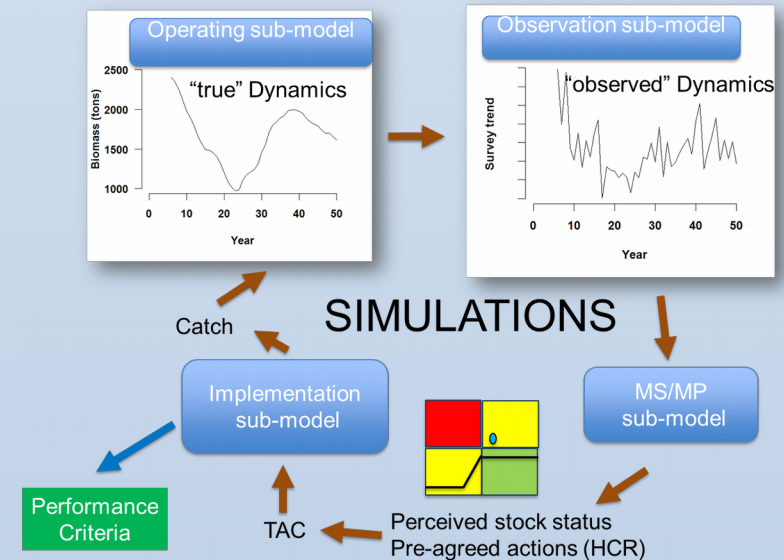 Operating sub-model
“true” Dynamics
Biomass (tons)
2500
2000
1500
1000
0 10 20 30 40 50
Year
Observation sub-model
“observed” Dynamics
Survey trend
0 10 20 30 40 50
Year
SIMULATIONS
Catch
Implementation
sub-model
MS/MP
sub-model
Performance
Criteria
TAC
Perceived stock status
Pre-agreed actions (HCR)